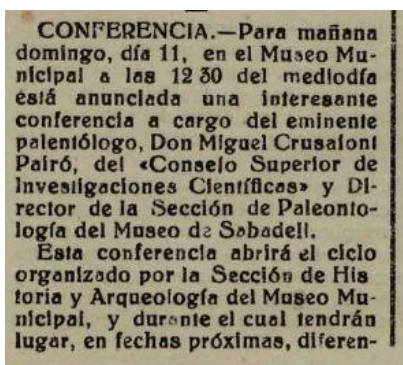 CONFERENCIA.—Para mañana
domingo, día 11, en el Museo Mu-
nicipal a las 12 30 del mediodía
está anunciada una interesante
conferencia a cargo del eminente
palentólogo, Don Miguel Crusafont
Pairó, del «Consejo Superior de
Investigaciones Científicas» y Di-
rector de la Sección de Paleonto-
logía del Museo de Sabadell.
Esta conferencia abrirá el ciclo
organizado por la Sección de His
toria y Arqueología del Museo Mu-
nicipal, y durante el cual tendrán
lugar, en fechas próximas, diferen-